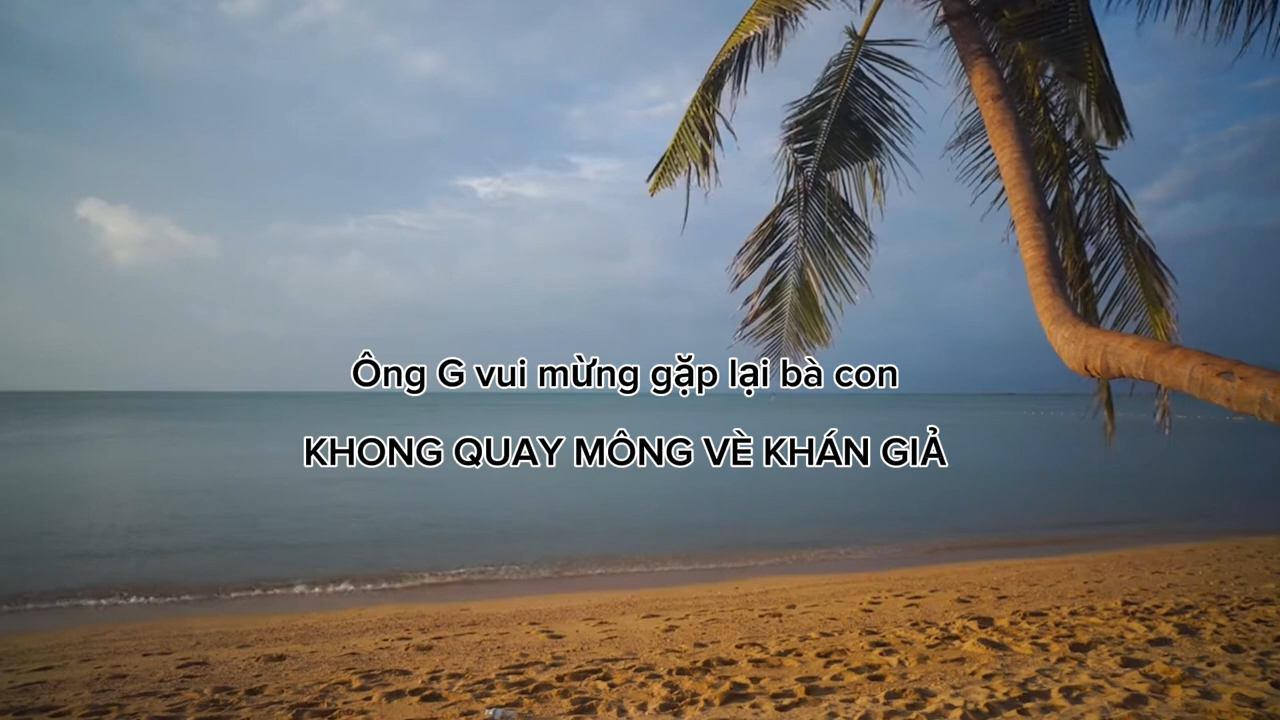 Ông G vui mừng gặp lại bà con
KHONG QUAY MÔNG VÈ KHÁN GIẢ